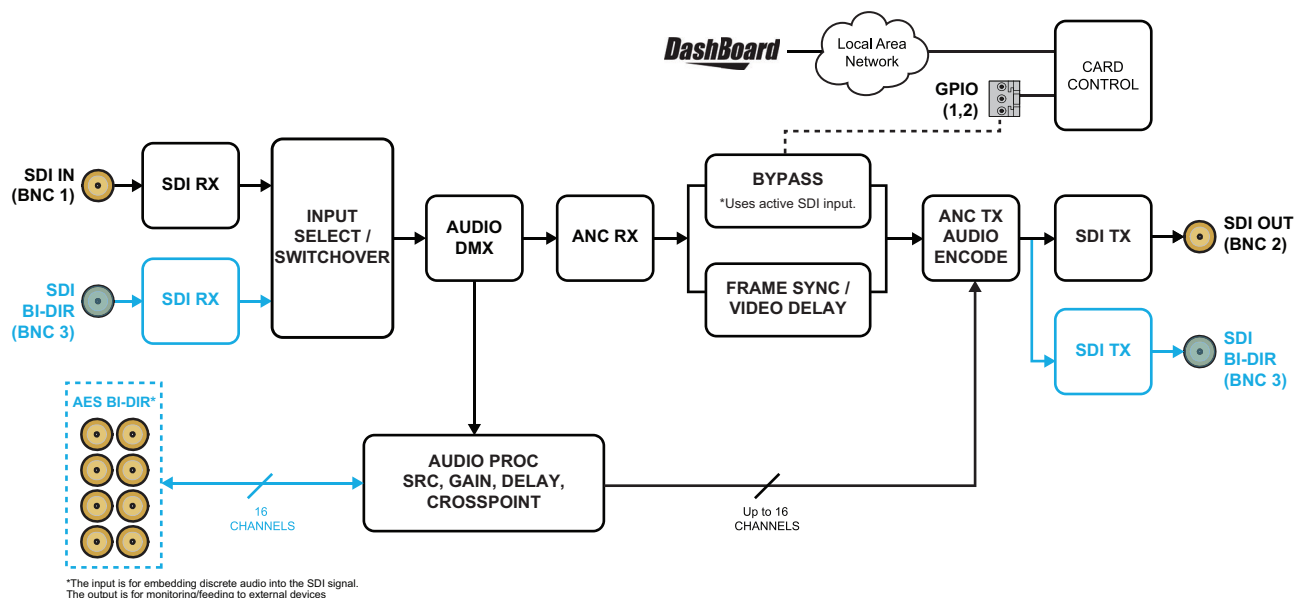 DashBoard
Local Area
Network
CARD
CONTROL
GPIO
(1,2)
SDI IN
(BNC 1)
SDI RX
INPUT
SELECT /
SWITCHOVER
AUDIO
DMX
ANC RX
BYPASS
*Uses active SDI input.
FRAME SYNC /
VIDEO DELAY
ANC TX
AUDIO
ENCODE
SDI TX
SDI OUT
(BNC 2)
SDI
BI-DIR
(BNC 3)
SDI RX
SDI TX
SDI
BI-DIR
(BNC 3)
AES BI-DIR*
16
CHANNELS
AUDIO PROC
SRC, GAIN, DELAY,
CROSSPOINT
Up to 16
CHANNELS
*The input is for embedding discrete audio into the SDI signal.
The output is for monitoring/feeding to external devices